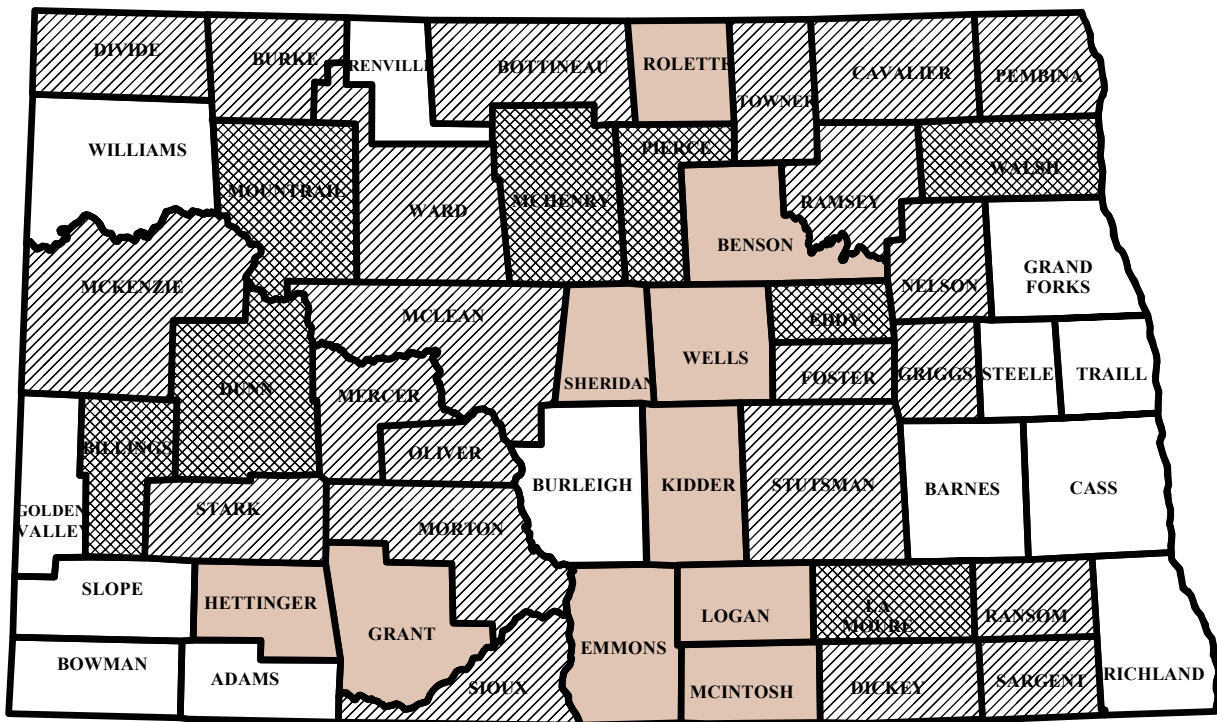 DIVIDE
BURKE
RENVILLE
BOTTINEAU
ROLETTE
TOWNER
CAVALIER
PEMBINA
WILLIAMS
MOUNTRAIL
WARD
MCHENRY
PIERCE
BENSON
RAMSEY
WALSH
MCKENZIE
MCLEAN
SHERIDAN
WELLS
EDDY
NELSON
GRAND
FORKS
DUNN
MERCER
FOSTER
GRIGGS
STEELE
TRAILL
BILLINGS
OLIVER
GOLDEN
VALLEY
STARK
MORTON
BURLEIGH
KIDDER
STUTSMAN
BARNES
CASS
SLOPE
HETTINGER
GRANT
EMMONS
LOGAN
LA
MOURE
RANSOM
BOWMAN
ADAMS
SIOUX
MCINTOSH
DICKEY
SARGENT
RICHLAND